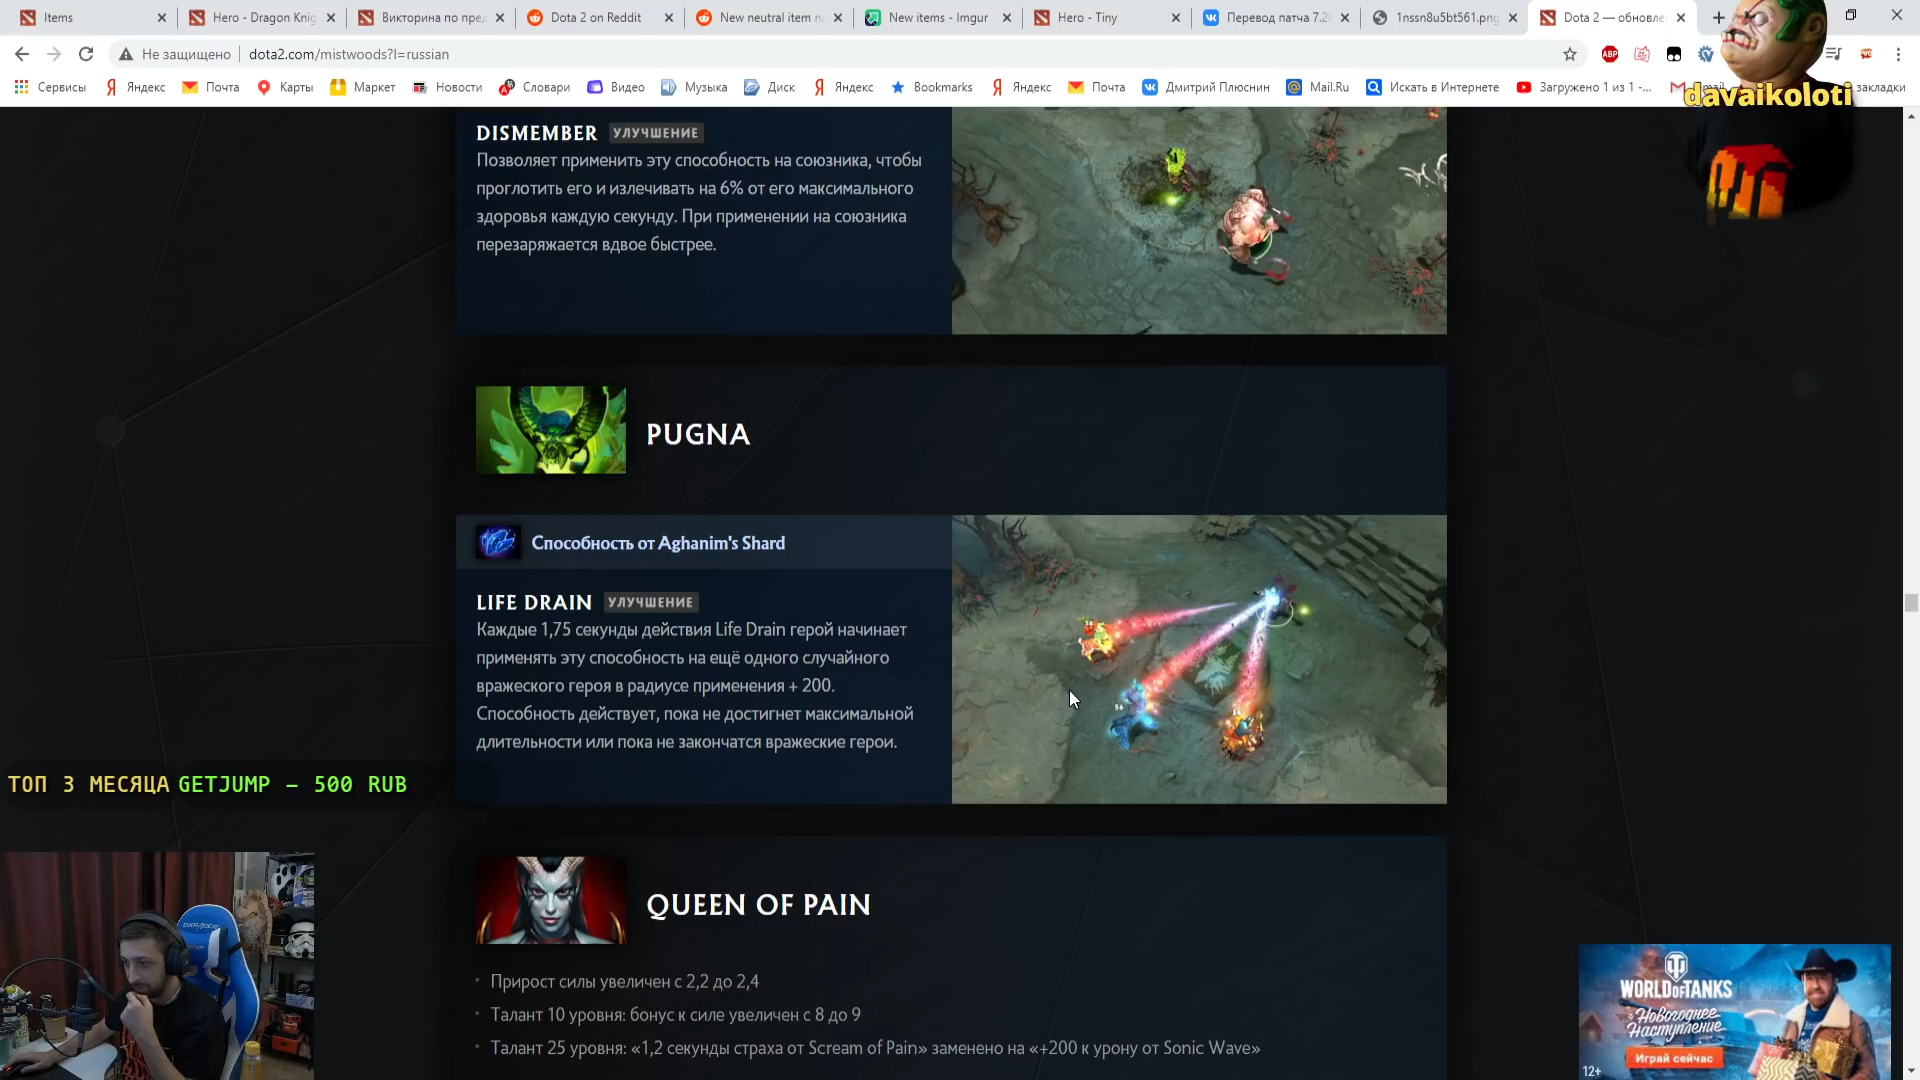 Items
Hero - Dragon Knig
Викторина по пред
Dota 2 on Reddit
New neutral item n
New items - Imgur
Hero - Tiny
Перевод патча 7.2
1nssn8u5bt561.png
Dota 2 — обновле
Не защищено
dota2.com/mistwoods?l=russian
Сервисы
Яндекс
Почта
Карты
Маркет
Новости
Словари
Видео
Музыка
Диск
Яндекс
Bookmarks
Яндекс
Почта
Дмитрий Плюснин
Mail.Ru
Искать в Интернете
Загружено 1 из 1 -...
закладки
davaikoloti
DISMEMBER УЛУЧШЕНИЕ
Позволяет применить эту способность на союзника, чтобы
проглотить его и излечивать на 6% от его максимального
здоровья каждую секунду. При применении на союзника
перезаряжается вдвое быстрее.
PUGNA
Способность от Aghanim's Shard
LIFE DRAIN УЛУЧШЕНИЕ
Каждые 1,75 секунды действия Life Drain герой начинает
применять эту способность на ещё одного случайного
вражеского героя в радиусе применения + 200.
Способность действует, пока не достигнет максимальной
длительности или пока не закончатся вражеские герои.
56
ТОП 3 МЕСЯЦА GETJUMP – 500 RUB
QUEEN OF PAIN
Прирост силы увеличен с 2,2 до 2,4
Талант 10 уровня: бонус к силе увеличен с 8 до 9
Талант 25 уровня: «1,2 секунды страха от Scream of Pain» заменено на «+200 к урону от Sonic Wave»
DXRACER
WORLD OF TANKS
Новогоднее
Наступление
Играй сейчас
12+